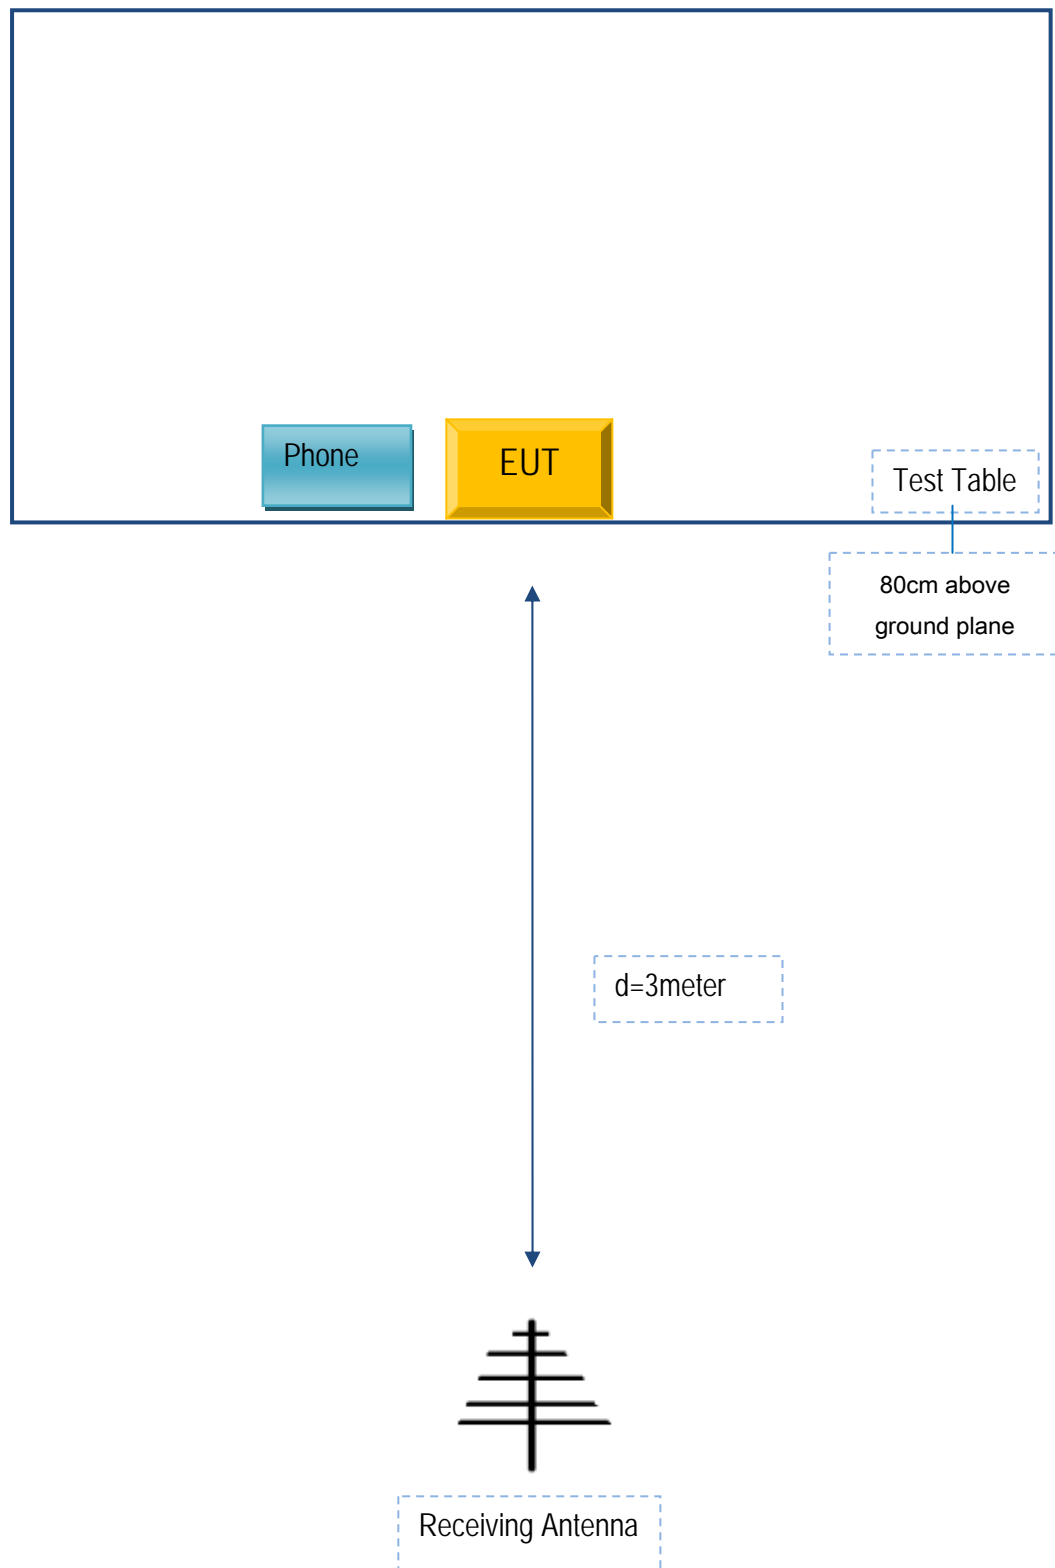 Phone
EUT
Test Table
80cm above
ground plane
d=3meter
Receiving Antenna